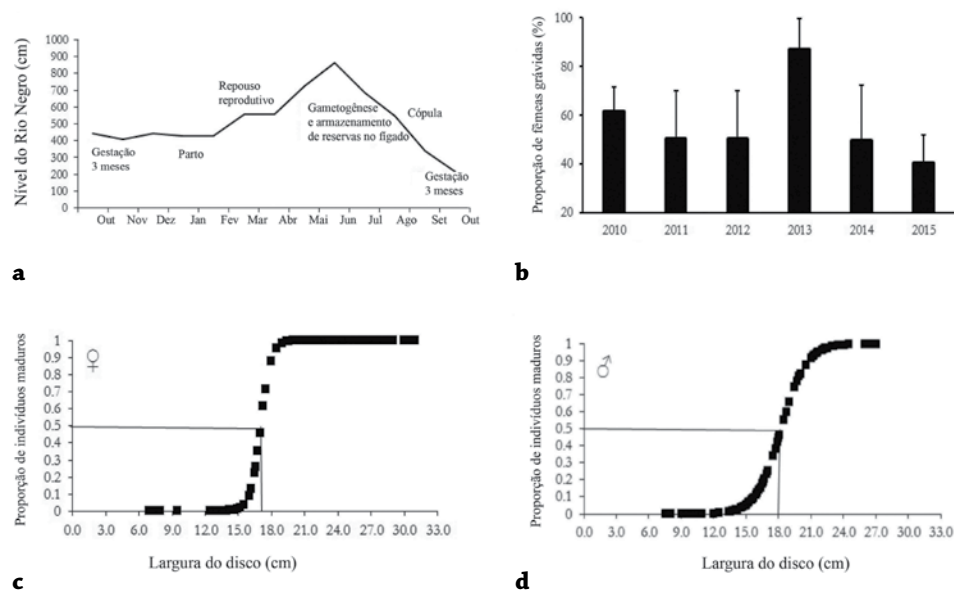 Nível do Rio Negro (cm)
1000
900
800
700
600
500
400
300
200
100
0
Repouso
reprodutivo
Gametogênese
e armazenamento
de reservas no fígado
Cópula
Gestação
3 meses
Parto
Gestação
3 meses
Out Nov Dez Jan Fev Mar Abr Mai Jun Jul Ago Set Out
a
Proporção de fêmeas grávidas (%)
100
80
60
40
20
2010 2011 2012 2013 2014 2015
b
Proporção de indivíduos maduros
♀
1
0.9
0.8
0.7
0.6
0.5
0.4
0.3
0.2
0.1
0
0.0 3.0 6.0 9.0 12.0 15.0 18.0 21.0 24.0 27.0 30.0 33.0
Largura do disco (cm)
c
Proporção de indivíduos maduros
♂
1
0.9
0.8
0.7
0.6
0.5
0.4
0.3
0.2
0.1
0
0.0 3.0 6.0 9.0 12.0 15.0 18.0 21.0 24.0 27.0 30.0 33.0
Largura do disco (cm)
d